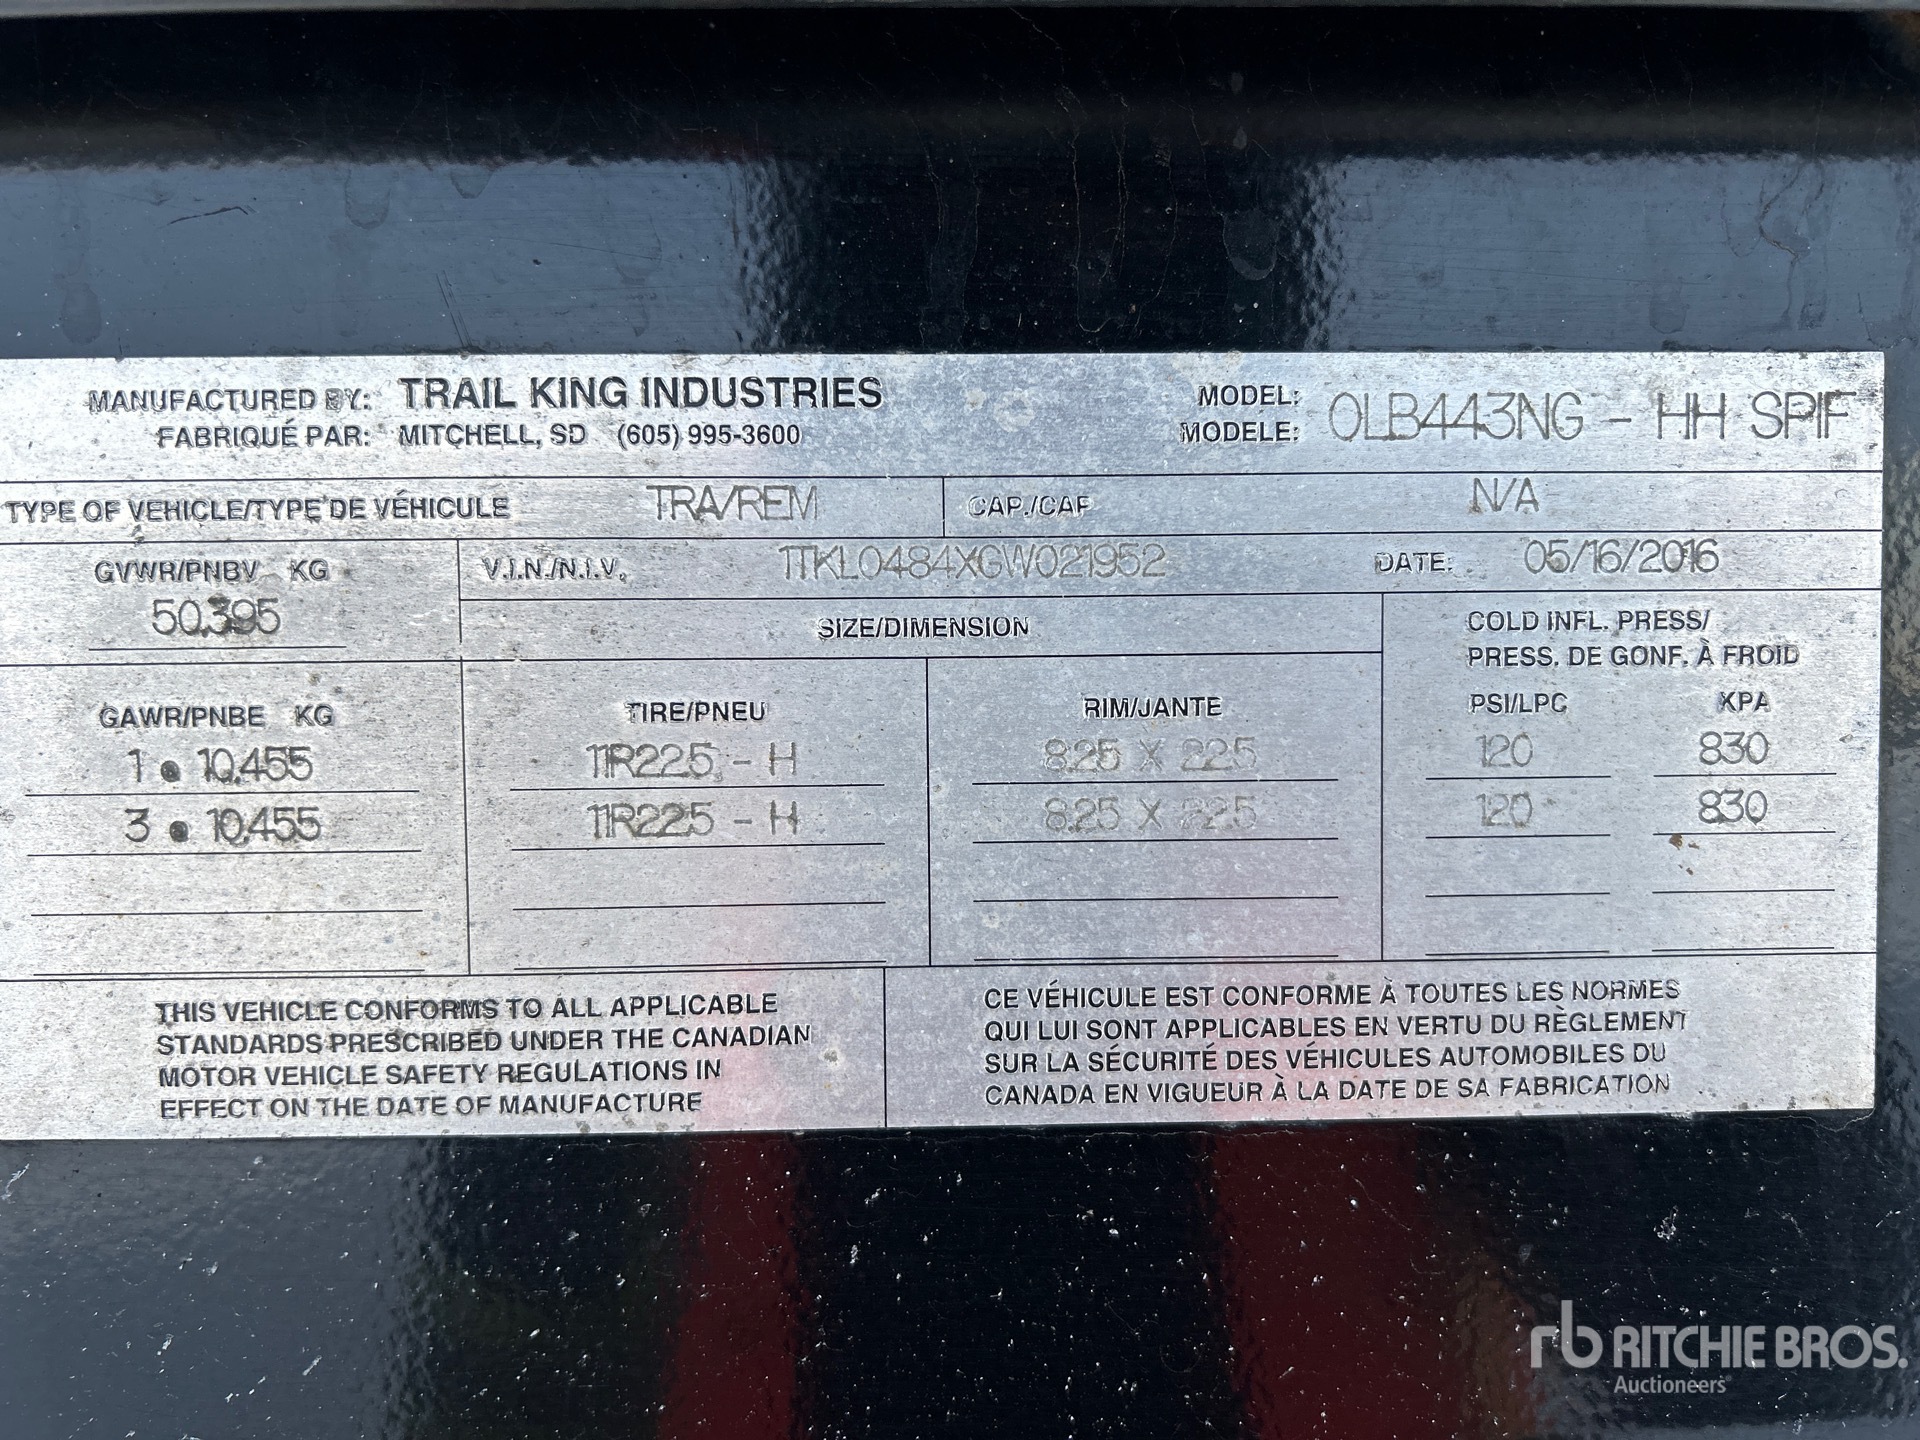 MANUFACTURED BY: TRAIL KING INDUSTRIES
FABRIQUÉ PAR: MITCHELL, SD (605) 995-3600
MODEL:
MODELE: OLB443NG - HH SPIF
TYPE OF VEHICLE/TYPE DE VÉHICULE TRA/REM
CAP./CAP N/A
GVWR/PNBV KG
50,395
V.I.N./N.I.V. 1TKL0484XGW021952
DATE: 05/16/2016
SIZE/DIMENSION
COLD INFL. PRESS/
PRESS. DE GONF. À FROID
GAWR/PNBE KG TIRE/PNEU RIM/JANTE PSI/LPC KPA
1 @ 10,455 11R22.5 - H 8.25 X 22.5 120 830
3 @ 10,455 11R22.5 - H 8.25 X 22.5 120 830
THIS VEHICLE CONFORMS TO ALL APPLICABLE
STANDARDS PRESCRIBED UNDER THE CANADIAN
MOTOR VEHICLE SAFETY REGULATIONS IN
EFFECT ON THE DATE OF MANUFACTURE
CE VÉHICULE EST CONFORME À TOUTES LES NORMES
QUI LUI SONT APPLICABLES EN VERTU DU RÈGLEMENT
SUR LA SÉCURITÉ DES VÉHICULES AUTOMOBILES DU
CANADA EN VIGUEUR À LA DATE DE SA FABRICATION
rb RITCHIE BROS.
Auctioneers